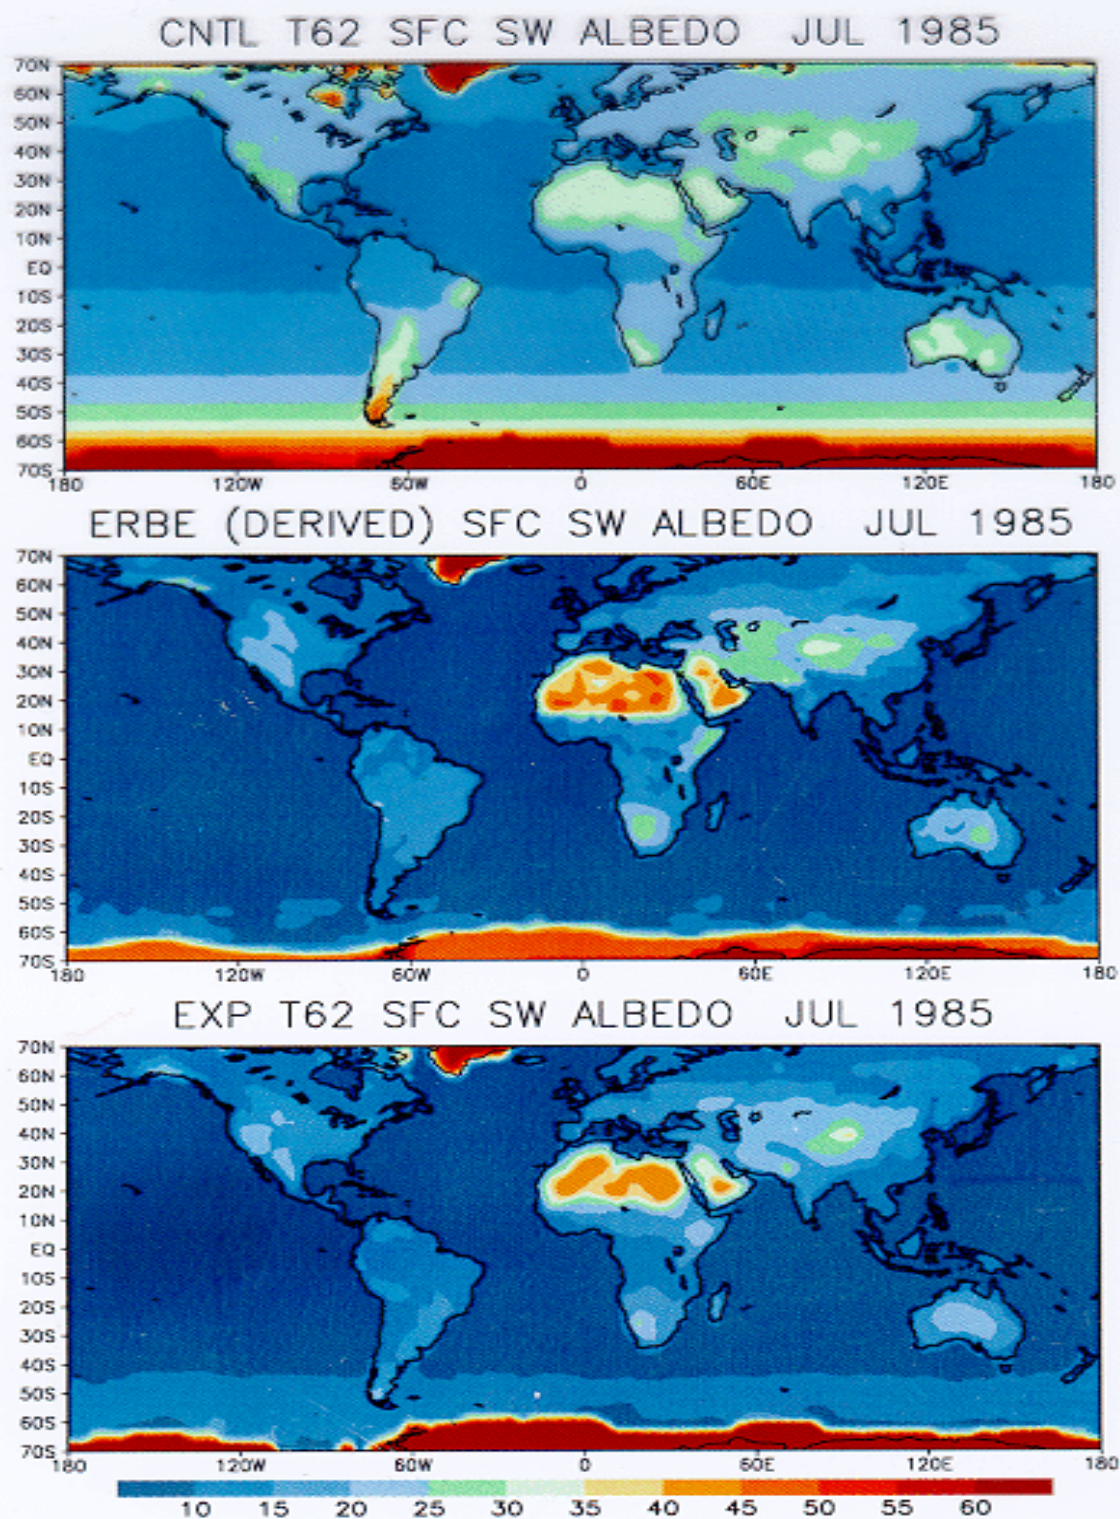 CNTL T62 SFC SW ALBEDO JUL 1985
70N
60N
50N
40N
30N
20N
10N
EQ
10S
20S
30S
40S
50S
60S
70S
180 120W 60W 0 60E 120E 180
ERBE (DERIVED) SFC SW ALBEDO JUL 1985
70N
60N
50N
40N
30N
20N
10N
EQ
10S
20S
30S
40S
50S
60S
70S
180 120W 60W 0 60E 120E 180
EXP T62 SFC SW ALBEDO JUL 1985
70N
60N
50N
40N
30N
20N
10N
EQ
10S
20S
30S
40S
50S
60S
70S
180 120W 60W 0 60E 120E 180
10 15 20 25 30 35 40 45 50 55 60